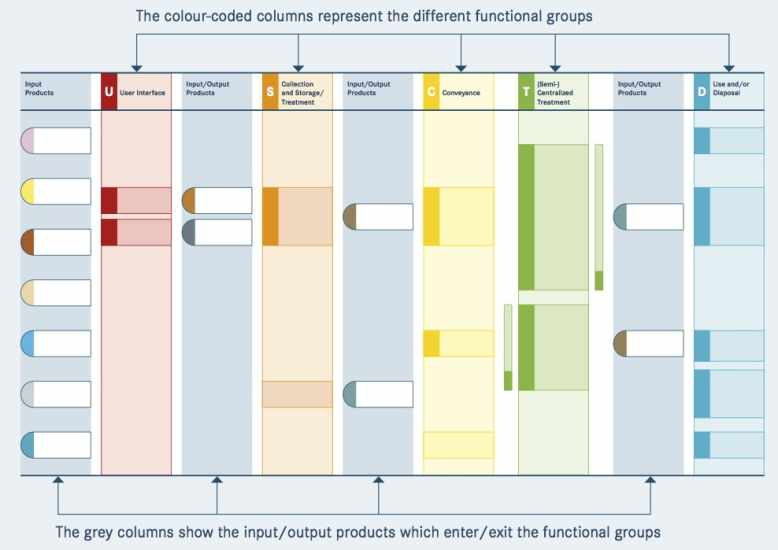 The colour-coded columns represent the different functional groups
Input
Products
U
User Interface
Input/Output
Products
S
Collection
and Storage/
Treatment
Input/Output
Products
C
Conveyance
T
(Semi-)
Centralized
Treatment
Input/Output
Products
D
Use and/or
Disposal
The grey columns show the input/output products which enter/exit the functional groups